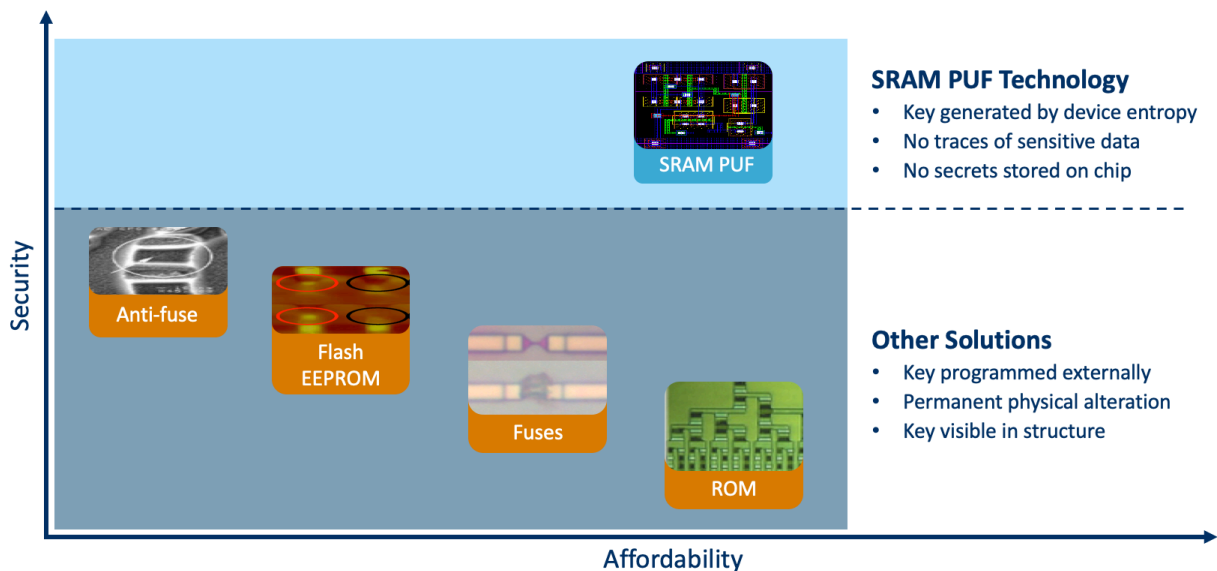 SRAM PUF Technology
• Key generated by device entropy
• No traces of sensitive data
• No secrets stored on chip
SRAM PUF
Security
Anti-fuse
Flash
EEPROM
Fuses
ROM
Other Solutions
• Key programmed externally
• Permanent physical alteration
• Key visible in structure
Affordability